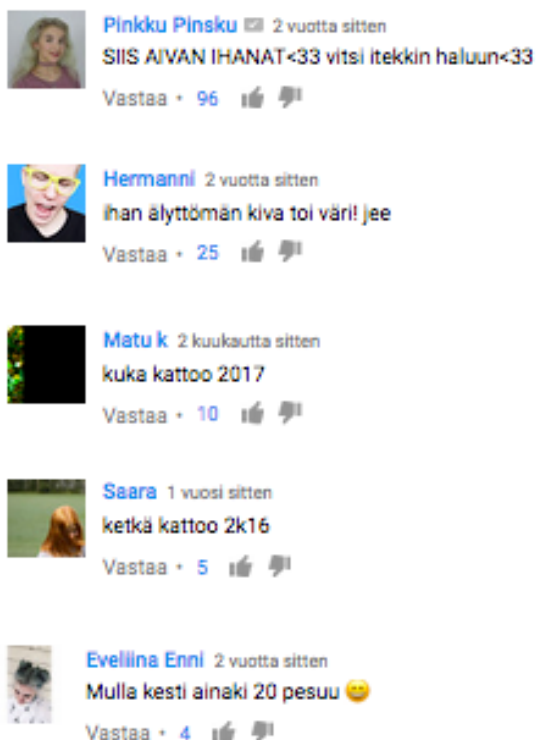 Pinkku Pinsku 2 vuotta sitten
SIIS AIVAN IHANAT<33 vitsi itekkin haluun<33
Vastaa • 96
Hermanni 2 vuotta sitten
ihan älyttömän kiva toi väri! jee
Vastaa • 25
Matu k 2 kuukautta sitten
kuka kattoo 2017
Vastaa • 10
Saara 1 vuosi sitten
ketkä kattoo 2k16
Vastaa • 5
Eveliina Enni 2 vuotta sitten
Mulla kesti ainaki 20 pesuu 😄
Vastaa • 4